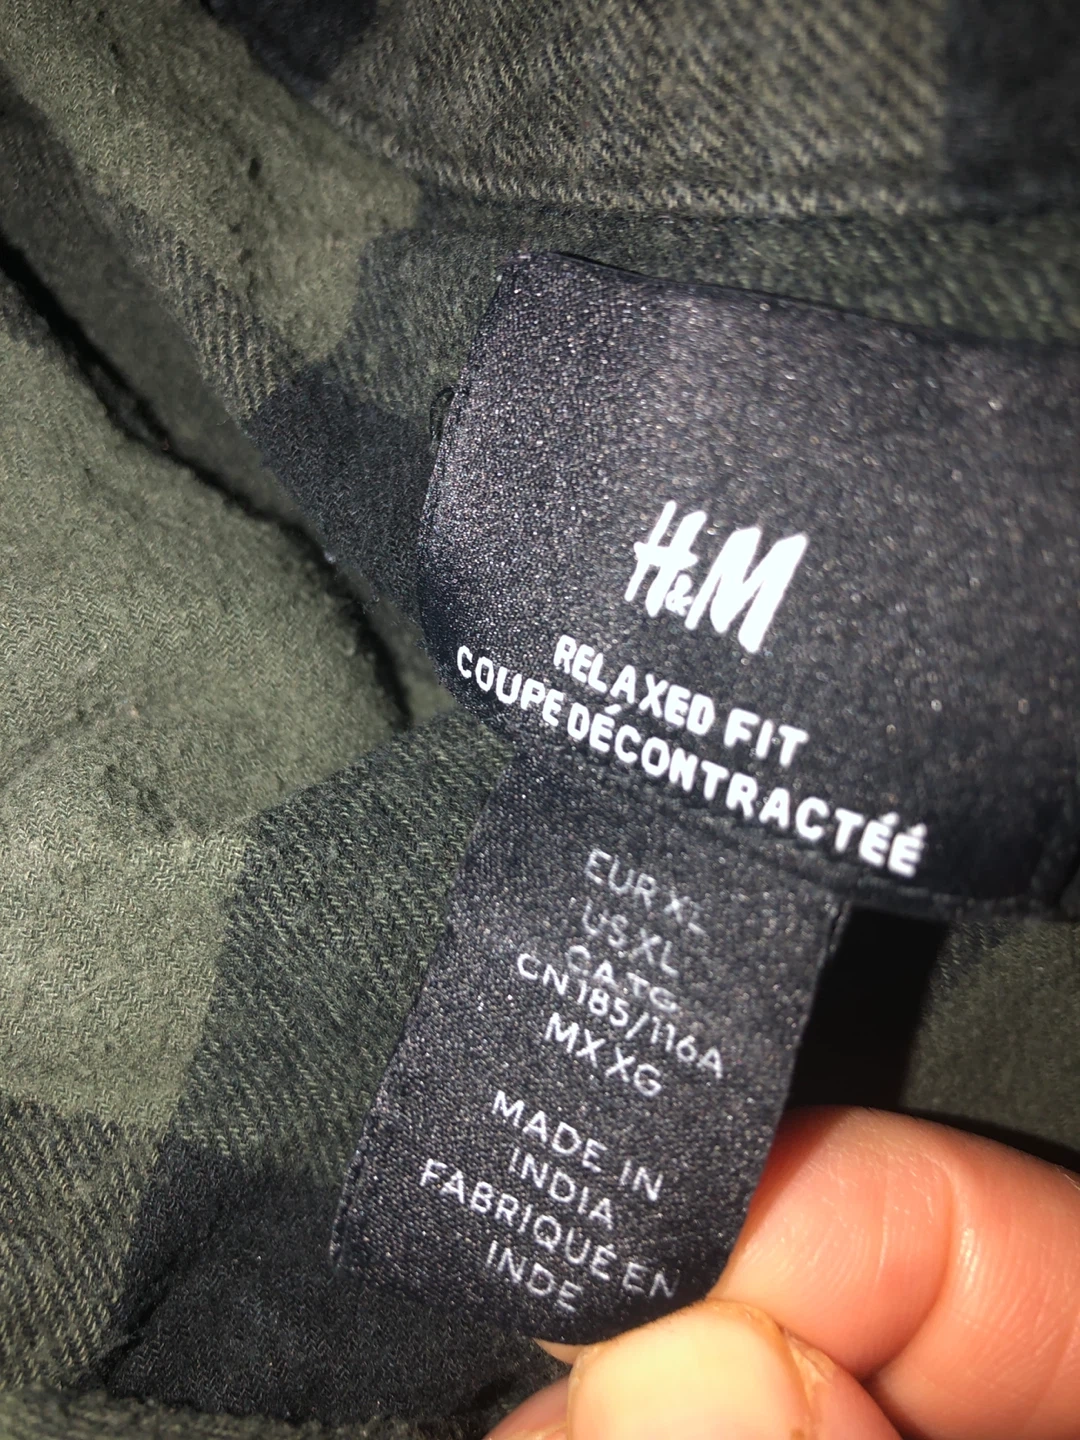 H&M
RELAXED FIT
COUPE DÉCONTRACTÉÉ
EUR XL
US XL
CA.TG
CN 185/116A
MX XG
MADE IN
INDIA
FABRIQUÉ EN
INDE